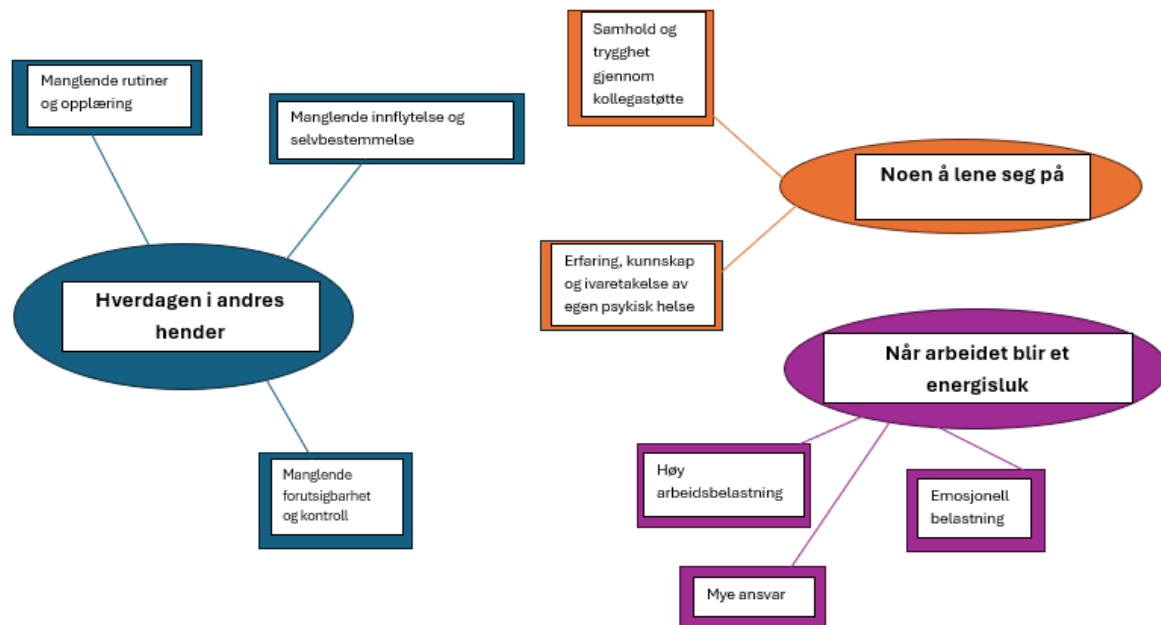 Manglende rutiner
og opplæring
Manglende innflytelse og
selvbestemmelse
Hverdagen i andres
hender
Manglende
forutsigbarhet
og kontroll
Samhold og
trygghet
gjennom
kollegastøtte
Noen å lene seg på
Erfaring, kunnskap
og ivaretakelse av
egen psykisk helse
Når arbeidet blir et
energisluk
Høy
arbeidsbelastning
Emosjonell
belastning
Mye ansvar